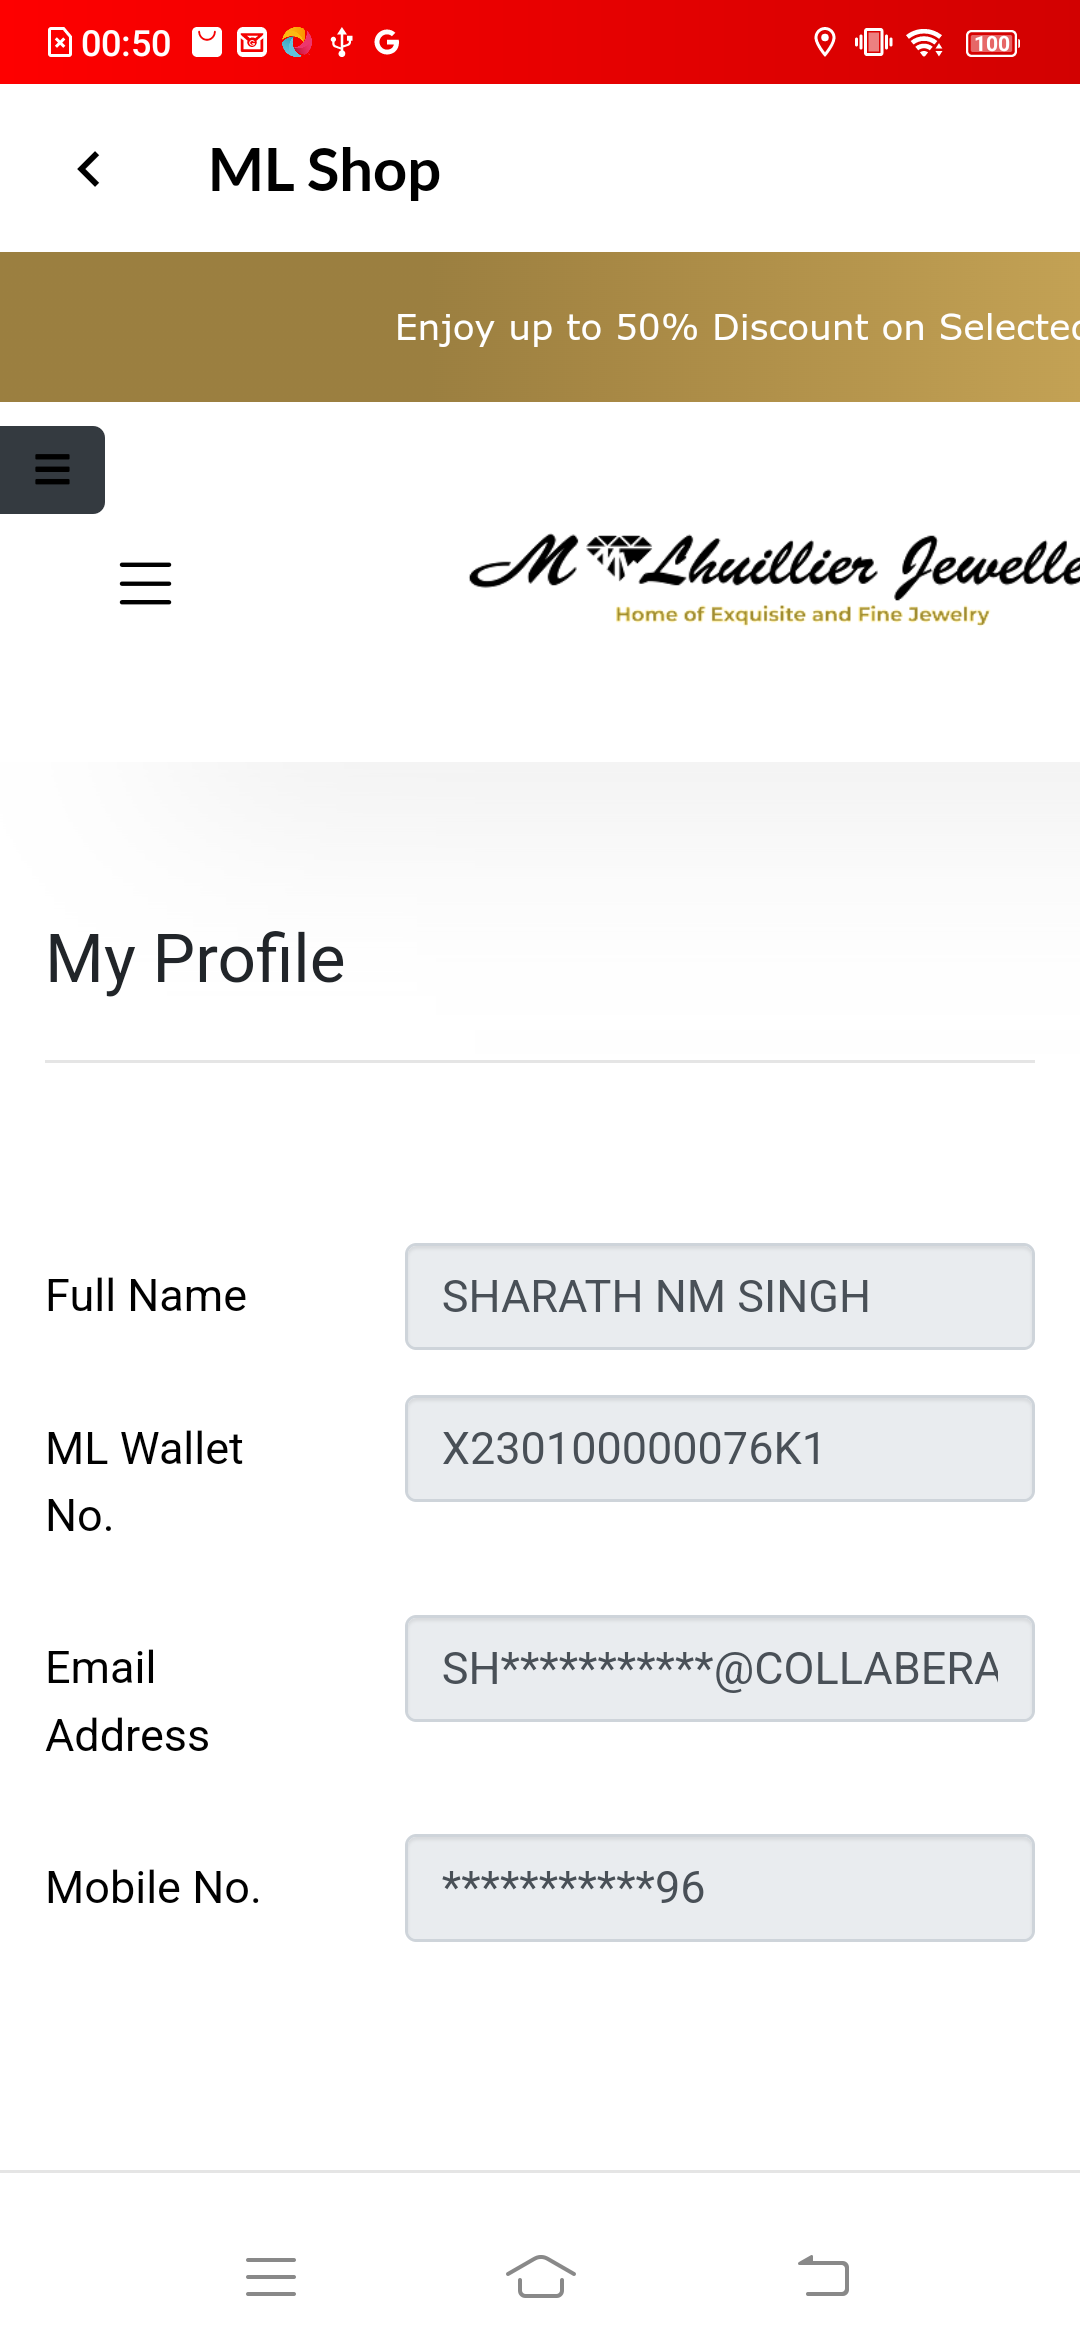 00:50
100
ML Shop
Enjoy up to 50% Discount on Selected
M Lhuillier Jewelle
Home of Exquisite and Fine Jewelry
My Profile
Full Name
SHARATH NM SINGH
ML Wallet
No.
X230100000076K1
Email
Address
SH***********@COLLABERA
Mobile No.
***********96